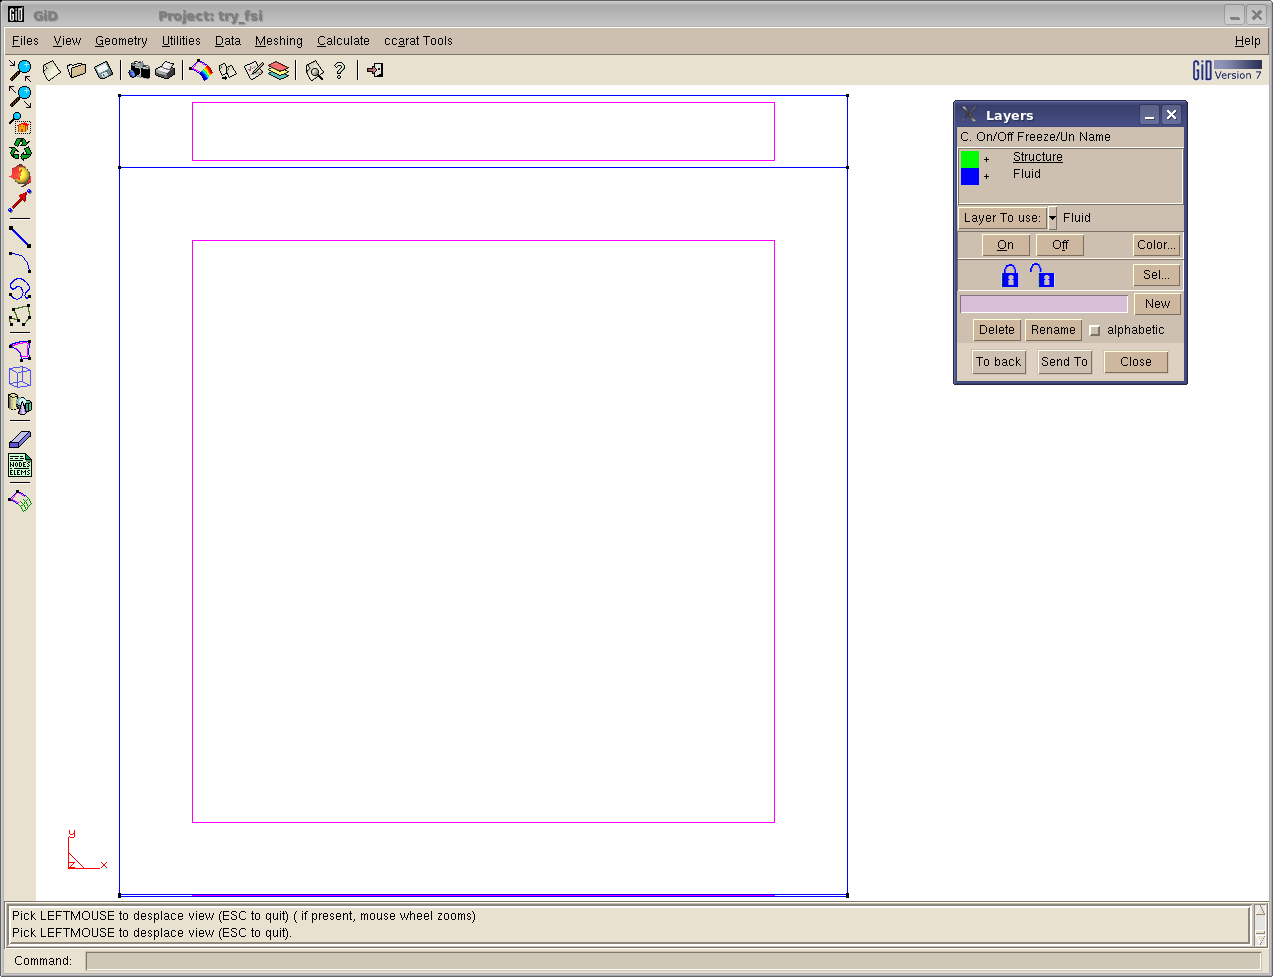 GiD Project: try_fsi
Files View Geometry Utilities Data Meshing Calculate ccarat Tools Help
GiD Version 7
Layers
C. On/Off Freeze/Un Name
+ Structure
+ Fluid
Layer To use: Fluid
On Off Color...
Sel...
New
Delete Rename alphabetic
To back Send To Close
NODES
ELEMS
y
z x
Pick LEFTMOUSE to desplace view (ESC to quit) ( if present, mouse wheel zooms)
Pick LEFTMOUSE to desplace view (ESC to quit).
Command: